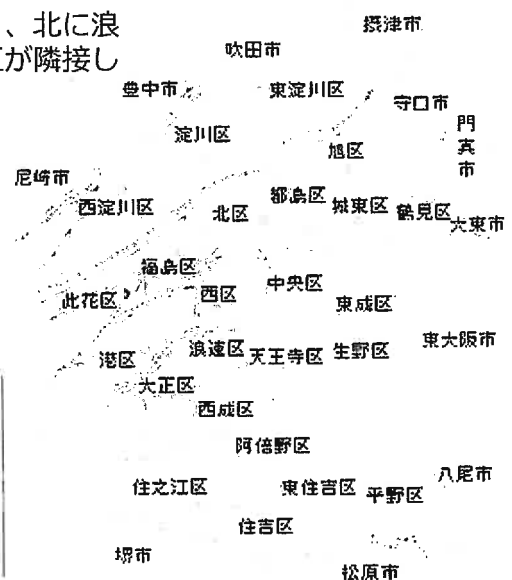 、北に浪
区が隣接し
摂津市
吹田市
豊中市
東淀川区
守口市
門真市
淀川区
旭区
尼崎市
西淀川区
北区
都島区
城東区
鶴見区
大東市
福島区
此花区
西区
中央区
東成区
港区
浪速区
天王寺区
生野区
東大阪市
大正区
西成区
阿倍野区
住之江区
東住吉区
平野区
八尾市
住吉区
堺市
松原市